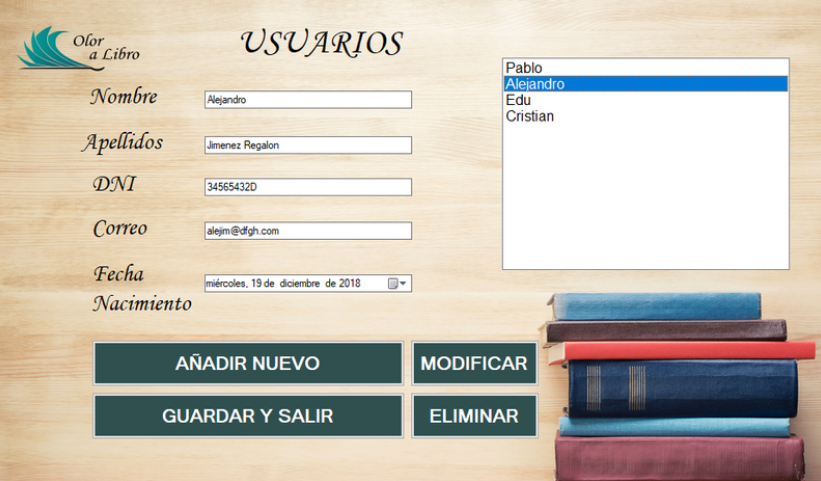 Olor
a Libro
USUARIOS
Nombre
Alejandro
Apellidos
Jimenez Regalon
DNI
34565432D
Correo
alejim@dfgh.com
Fecha
Nacimiento
miércoles, 19 de diciembre de 2018
Pablo
Alejandro
Edu
Cristian
AÑADIR NUEVO
MODIFICAR
GUARDAR Y SALIR
ELIMINAR